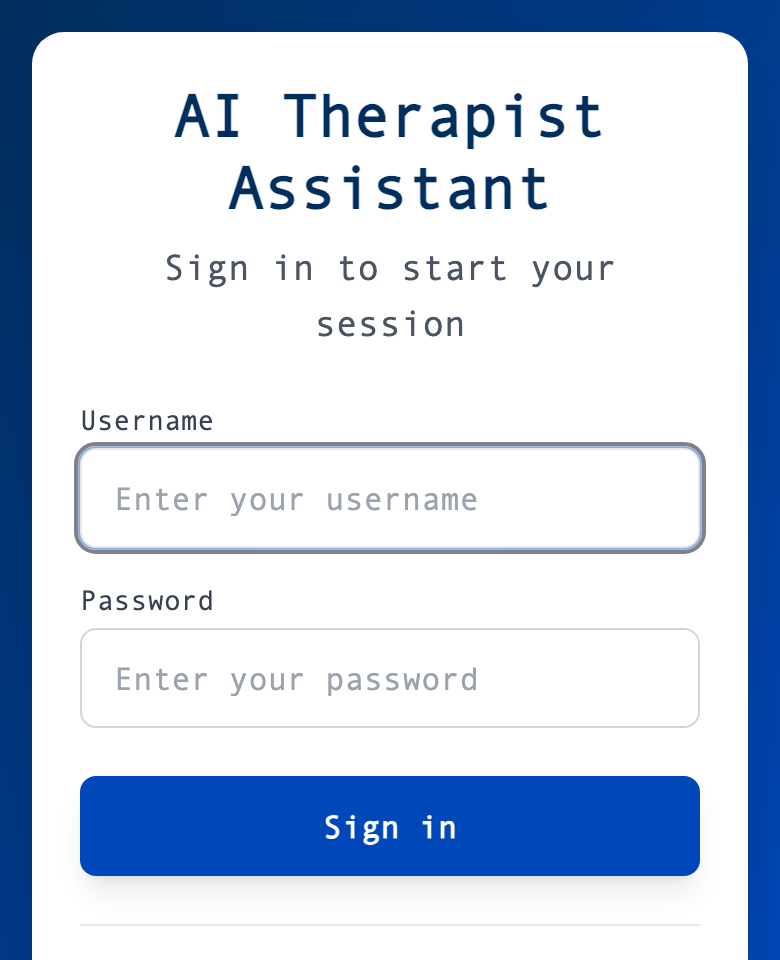 AI Therapist
Assistant
Sign in to start your
session
Username
Enter your username
Password
Enter your password
Sign in